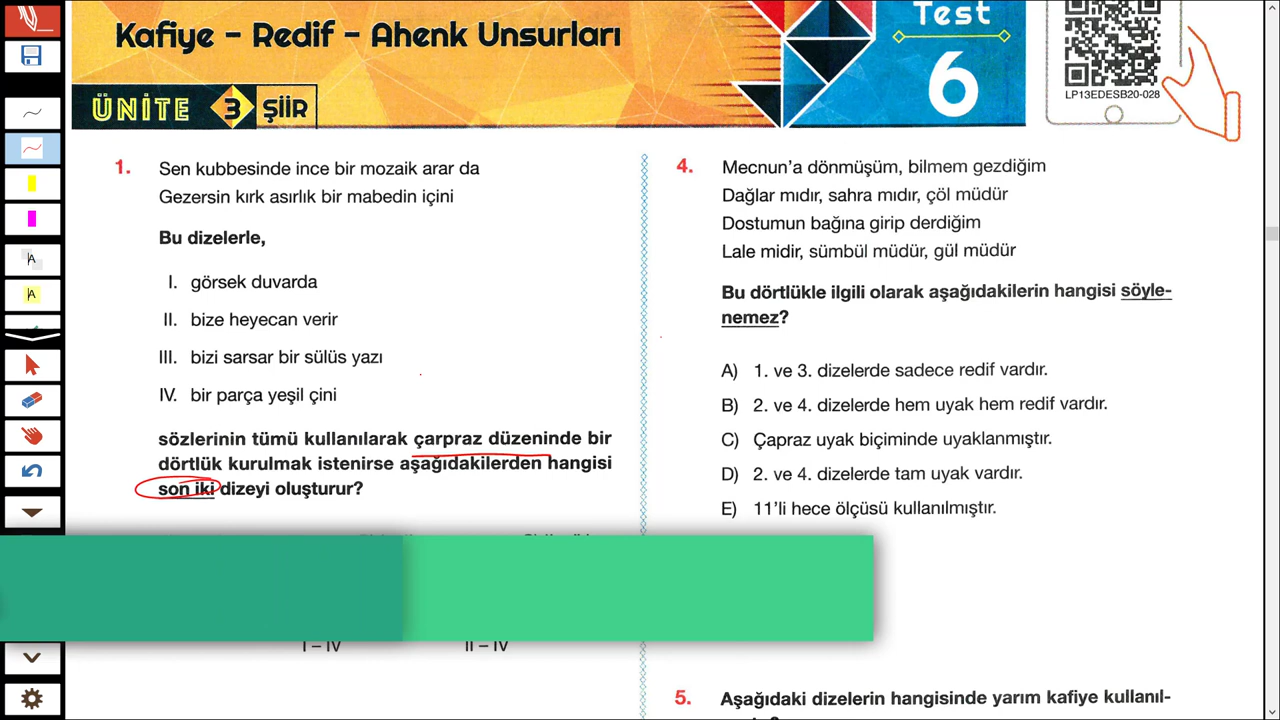 Kafiye – Redif – Ahenk Unsurları
Test
6
ÜNİTE 3 ŞİİR
LP13EDESB20-028
1. Sen kubbesinde ince bir mozaik arar da
Gezersin kırk asırlık bir mabedin içini
Bu dizelerle,
I. görsek duvarda
II. bize heyecan verir
III. bizi sarsar bir sülüs yazı
IV. bir parça yeşil çini
sözlerinin tümü kullanılarak çarpraz düzeninde bir
dörtlük kurulmak istenirse aşağıdakilerden hangisi
son iki dizeyi oluşturur?
I – IV
II – IV
4. Mecnun’a dönmüşüm, bilmem gezdiğim
Dağlar mıdır, sahra mıdır, çöl müdür
Dostumun bağına girip derdiğim
Lale midir, sümbül müdür, gül müdür
Bu dörtlükle ilgili olarak aşağıdakilerin hangisi söyle-
nemez?
A) 1. ve 3. dizelerde sadece redif vardır.
B) 2. ve 4. dizelerde hem uyak hem redif vardır.
C) Çapraz uyak biçiminde uyaklanmıştır.
D) 2. ve 4. dizelerde tam uyak vardır.
E) 11’li hece ölçüsü kullanılmıştır.
5. Aşağıdaki dizelerin hangisinde yarım kafiye kullanıl-